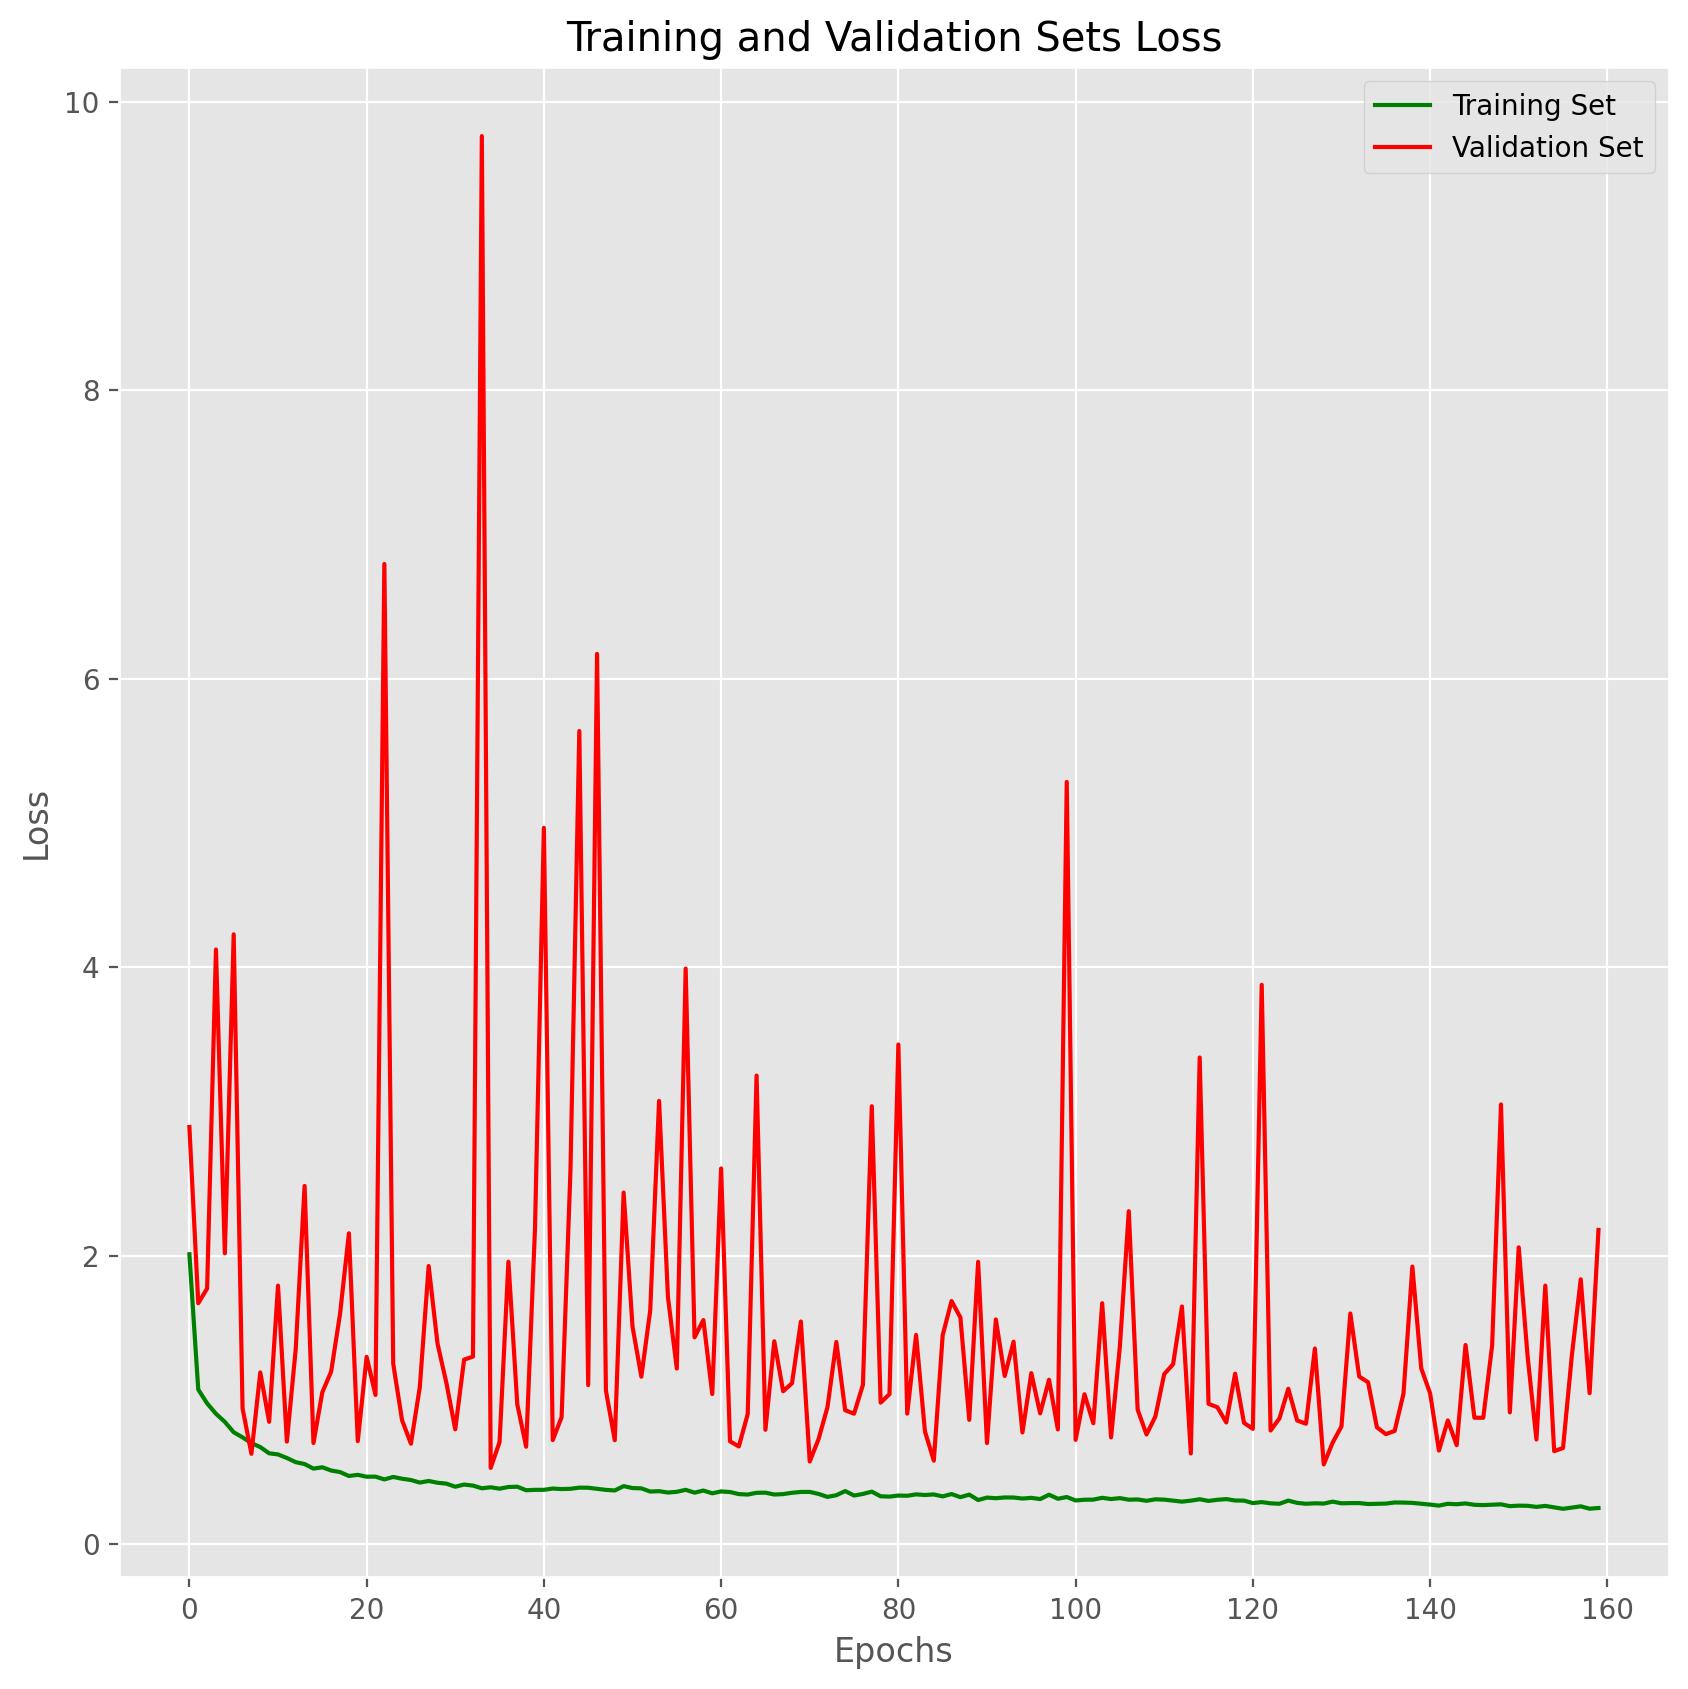 Training and Validation Sets Loss
Training Set
Validation Set
10
8
6
4
2
0
Loss
0 20 40 60 80 100 120 140 160
Epochs